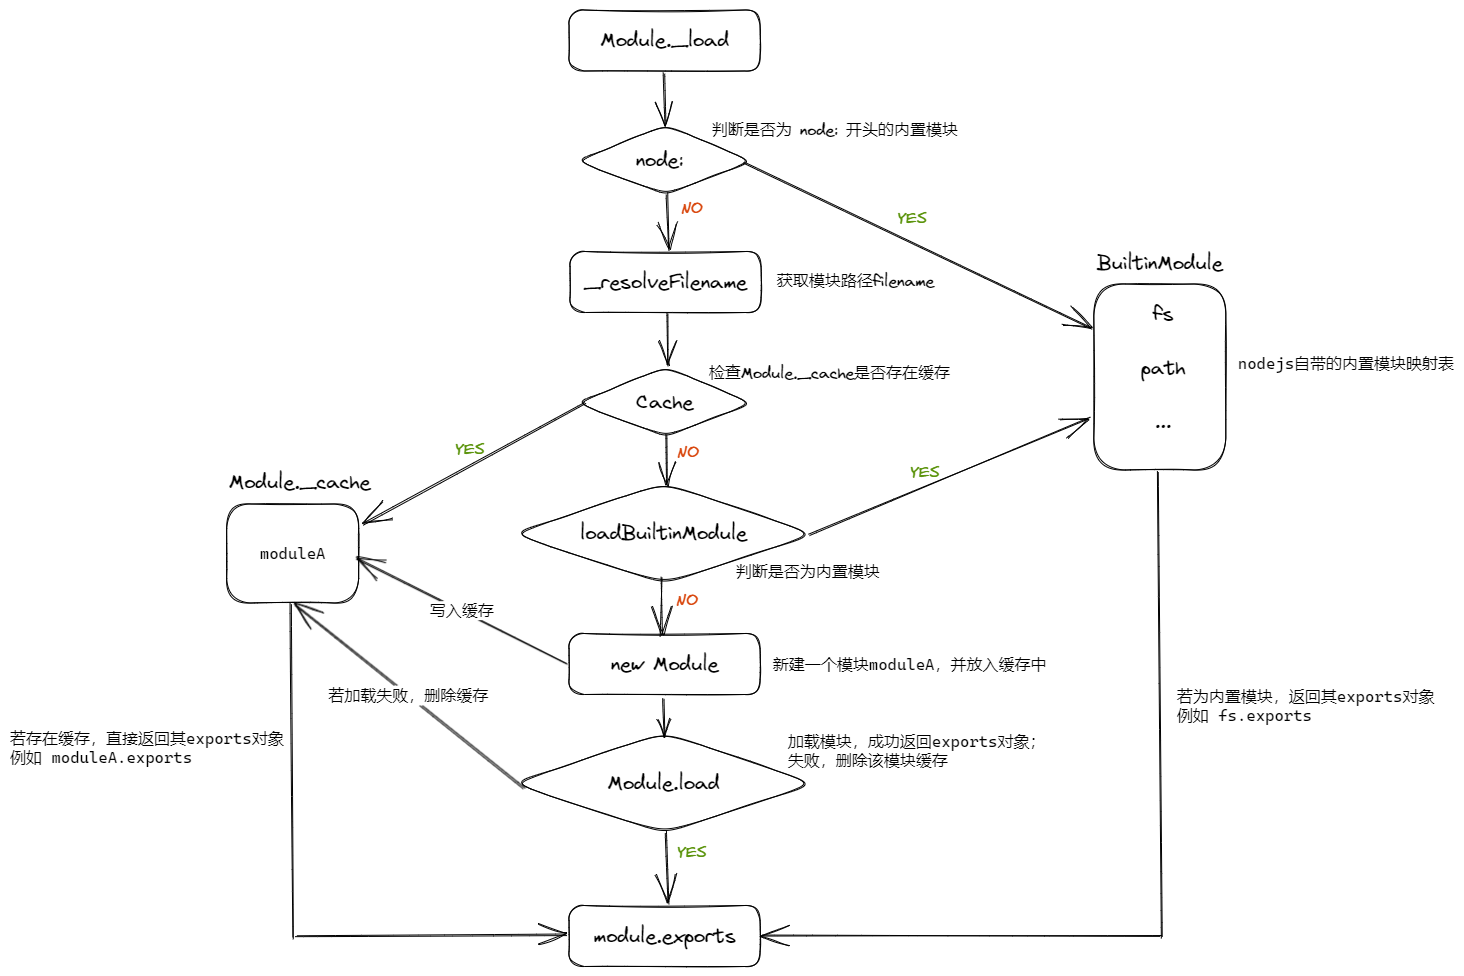 Module._load
判断是否为 node: 开头的内置模块
node:
NO
YES
BuiltinModule
_resolveFilename
获取模块路径filename
fs
path
...
nodejs自带的内置模块映射表
检查Module._cache是否存在缓存
Cache
YES
NO
YES
Module._cache
moduleA
loadBuiltinModule
判断是否为内置模块
NO
写入缓存
new Module
新建一个模块moduleA，并放入缓存中
若加载失败，删除缓存
若为内置模块，返回其exports对象
例如 fs.exports
若存在缓存，直接返回其exports对象
例如 moduleA.exports
加载模块，成功返回exports对象；
失败，删除该模块缓存
Module.load
YES
module.exports